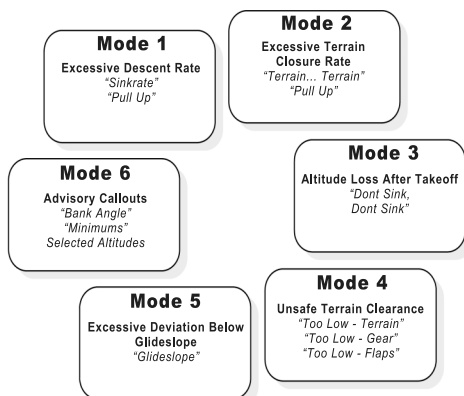 Mode 1
Excessive Descent Rate
“Sinkrate”
“Pull Up”
Mode 2
Excessive Terrain
Closure Rate
“Terrain... Terrain”
“Pull Up”
Mode 3
Altitude Loss After Takeoff
“Dont Sink,
Dont Sink”
Mode 4
Unsafe Terrain Clearance
“Too Low - Terrain”
“Too Low - Gear”
“Too Low - Flaps”
Mode 5
Excessive Deviation Below
Glideslope
“Glideslope”
Mode 6
Advisory Callouts
“Bank Angle”
“Minimums”
Selected Altitudes